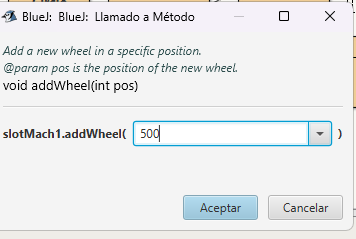 BlueJ: BlueJ: Llamado a Método
Add a new wheel in a specific position.
@param pos is the position of the new wheel.
void addWheel(int pos)
slotMach1.addWheel( 500 )
Aceptar Cancelar